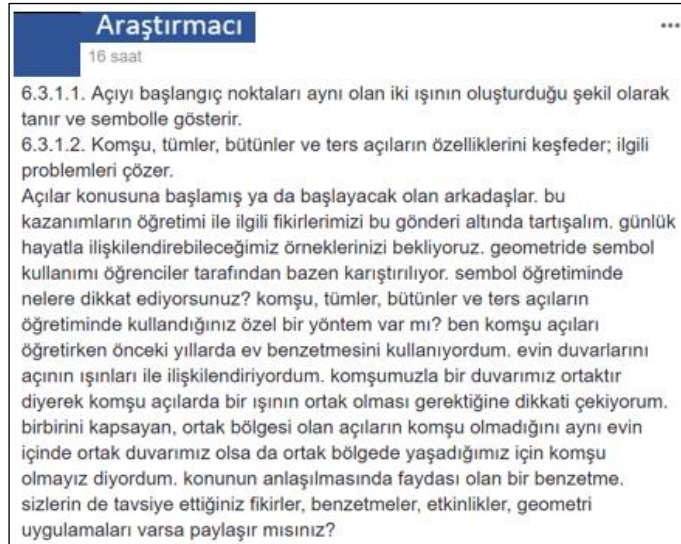 Araştırmacı
16 saat
6.3.1.1. Açıyı başlangıç noktaları aynı olan iki ışının oluşturduğu şekil olarak
tanır ve sembolle gösterir.
6.3.1.2. Komşu, tümler, bütünler ve ters açıların özelliklerini keşfeder; ilgili
problemleri çözer.
Açılar konusuna başlamış ya da başlayacak olan arkadaşlar. bu
kazanımların öğretimi ile ilgili fikirlerimizi bu gönderi altında tartışalım. günlük
hayatla ilişkilendirebileceğimiz örneklerinizi bekliyoruz. geometride sembol
kullanımı öğrenciler tarafından bazen karıştırılıyor. sembol öğretiminde
nelere dikkat ediyorsunuz? komşu, tümler, bütünler ve ters açıların
öğretiminde kullandığınız özel bir yöntem var mı? ben komşu açıları
öğretirken önceki yıllarda ev benzetmesini kullanıyordum. evin duvarlarını
açının ışınları ile ilişkilendiriyordum. komşumuzla bir duvarımız ortaktır
diyerek komşu açılarda bir ışının ortak olması gerektiğine dikkati çekiyorum.
birbirini kapsayan, ortak bölgesi olan açıların komşu olmadığını aynı evin
içinde ortak duvarımız olsa da ortak bölgede yaşadığımız için komşu
olmayız diyordum. konunun anlaşılmasında faydası olan bir benzetme.
sizlerin de tavsiye ettiğiniz fikirler, benzetmeler, etkinlikler, geometri
uygulamaları varsa paylaşır mısınız?